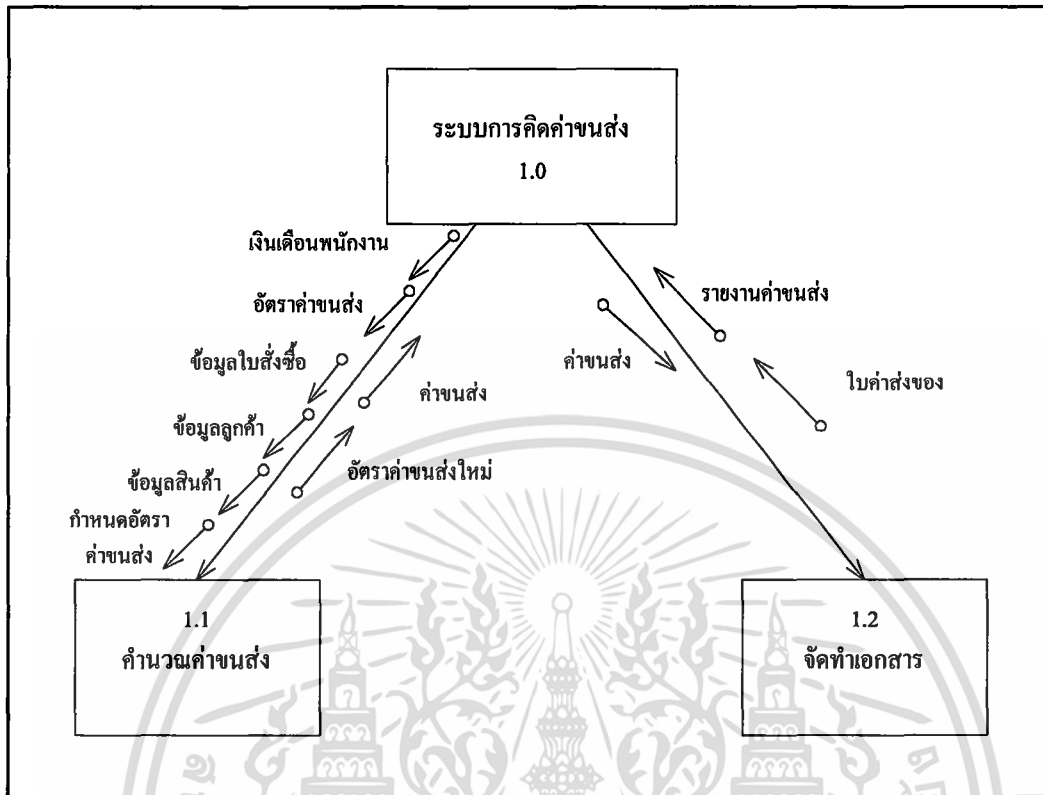 ระบบการคิดค่าขนส่ง
1.0
เงินเดือนพนักงาน
อัตราค่าขนส่ง
ข้อมูลใบสั่งซื้อ
ข้อมูลลูกค้า
ข้อมูลสินค้า
กำหนดอัตรา
ค่าขนส่ง
ค่าขนส่ง
อัตราค่าขนส่งใหม่
ค่าขนส่ง
รายงานค่าขนส่ง
ใบค่าส่งของ
1.1
คำนวณค่าขนส่ง
1.2
จัดทำเอกสาร